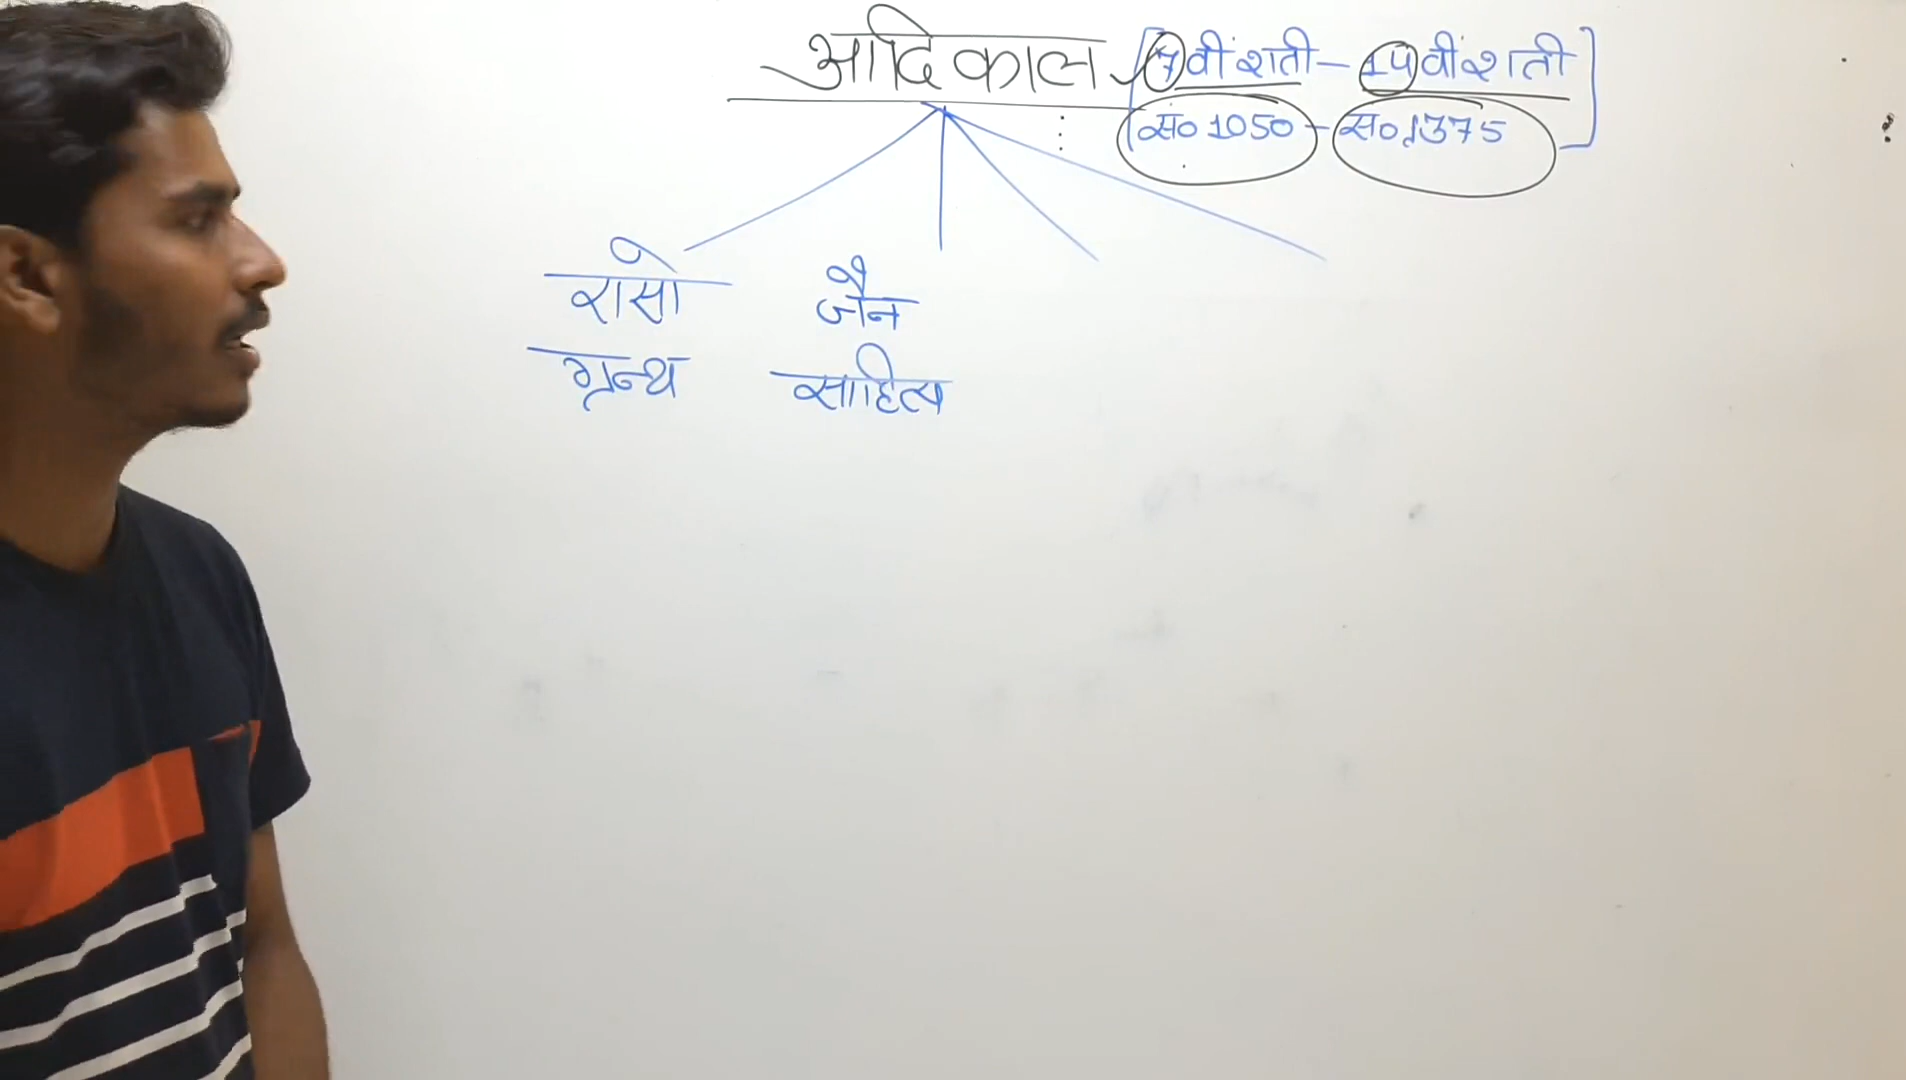 आदिकाल [7वीं शती - 14वीं शती
सं० 1050 - सं० 1375]
रासो
ग्रन्थ
जैन
साहित्य